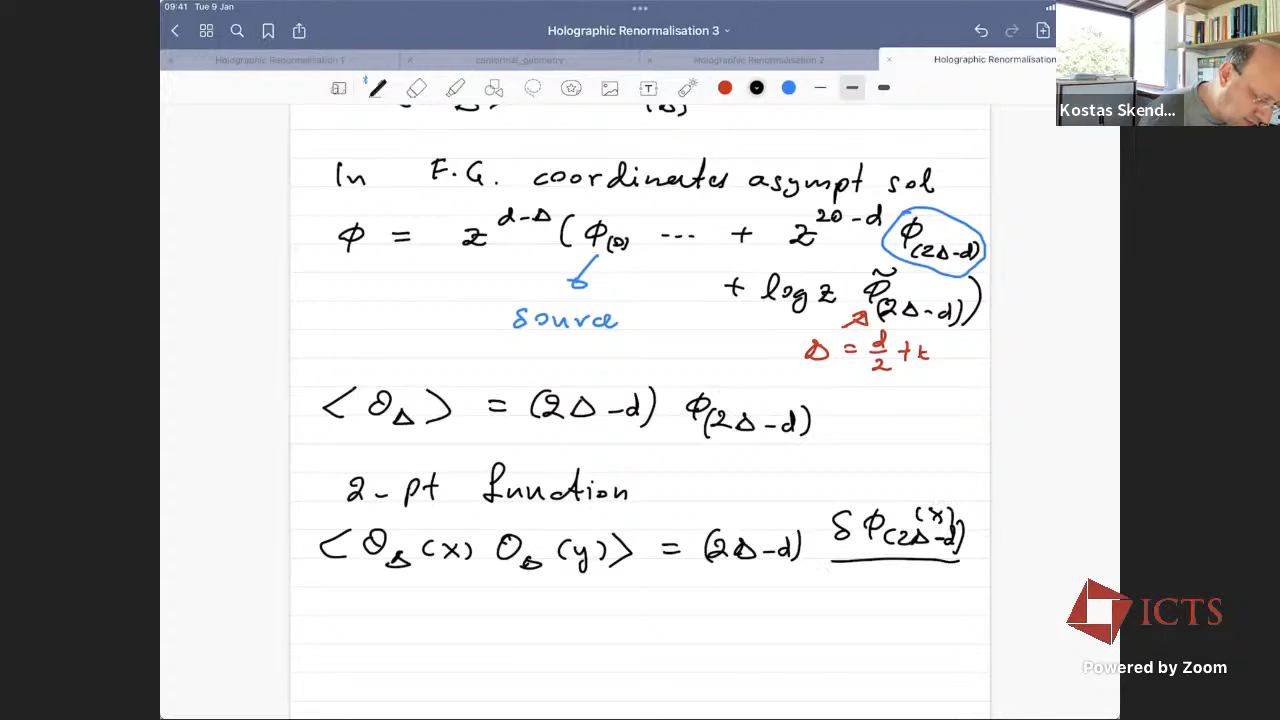 09:41 Tue 9 Jan
Holographic Renormalisation 3
Holographic Renormalisation 1
conformal_geometry
Holographic Renormalisation 2
Holographic Renormalisation
Kostas Skend...
In F.G. coordinates asympt sol
ϕ = z^{d-Δ} (ϕ_{(0)} ... + z^{2Δ-d} ϕ_{(2Δ-d)}
+ log z ϕ̃_{(2Δ-d)})
source
Δ = d/2 + k
<O_Δ> = (2Δ-d) ϕ_{(2Δ-d)}
2-pt function
<O_Δ(x) O_Δ(y)> = (2Δ-d) δϕ_{(2Δ-d)}(x)
ICTS
Powered by Zoom